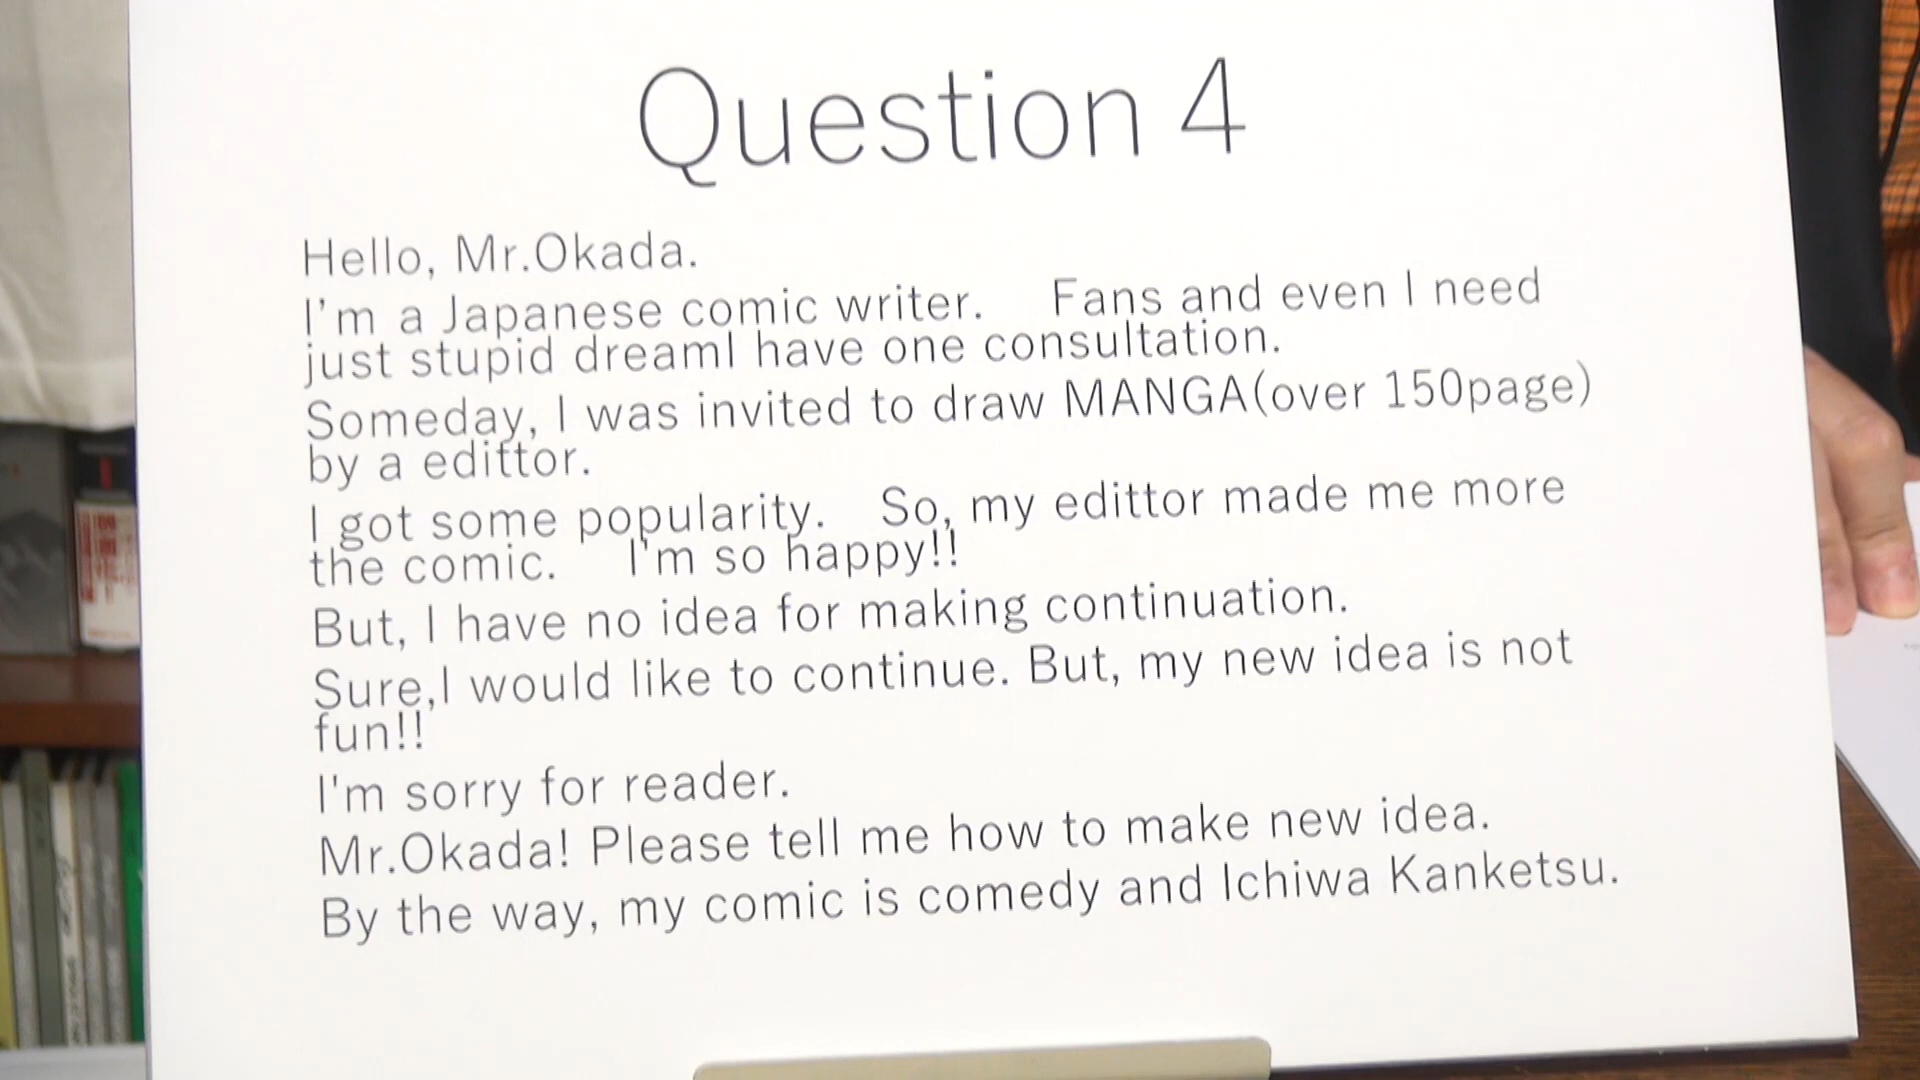 Question 4
Hello, Mr.Okada.
I'm a Japanese comic writer.　Fans and even I need
just stupid dreamI have one consultation.
Someday, I was invited to draw MANGA(over 150page)
by a edittor.
I got some popularity.　So, my edittor made me more
the comic.　I'm so happy!!
But, I have no idea for making continuation.
Sure,I would like to continue. But, my new idea is not
fun!!
I'm sorry for reader.
Mr.Okada! Please tell me how to make new idea.
By the way, my comic is comedy and Ichiwa Kanketsu.